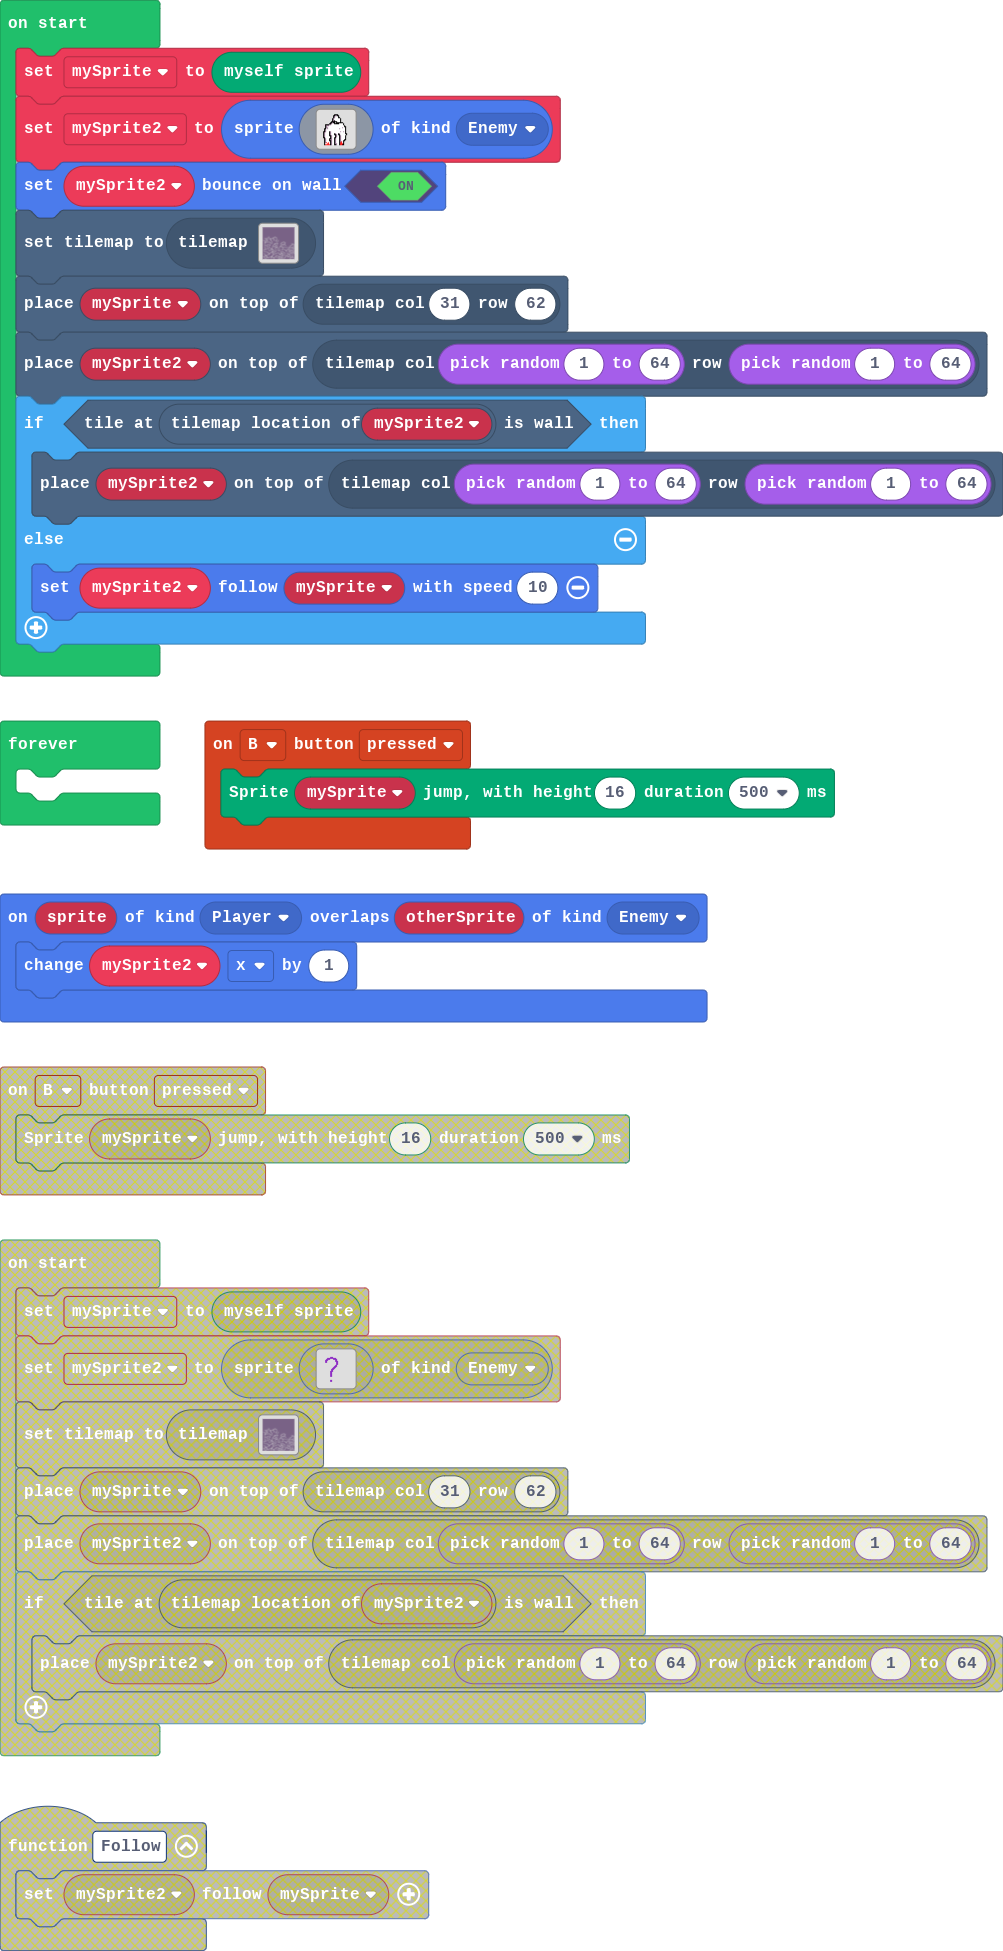 on start
set mySprite to myself sprite
set mySprite2 to sprite of kind Enemy
set mySprite2 bounce on wall ON
set tilemap to tilemap
place mySprite on top of tilemap col 31 row 62
place mySprite2 on top of tilemap col pick random 1 to 64 row pick random 1 to 64
if tile at tilemap location of mySprite2 is wall then
place mySprite2 on top of tilemap col pick random 1 to 64 row pick random 1 to 64
else
set mySprite2 follow mySprite with speed 10
forever
on B button pressed
Sprite mySprite jump, with height 16 duration 500 ms
on sprite of kind Player overlaps otherSprite of kind Enemy
change mySprite2 x by 1
on B button pressed
Sprite mySprite jump, with height 16 duration 500 ms
on start
set mySprite to myself sprite
set mySprite2 to sprite ? of kind Enemy
set tilemap to tilemap
place mySprite on top of tilemap col 31 row 62
place mySprite2 on top of tilemap col pick random 1 to 64 row pick random 1 to 64
if tile at tilemap location of mySprite2 is wall then
place mySprite2 on top of tilemap col pick random 1 to 64 row pick random 1 to 64
function Follow
set mySprite2 follow mySprite